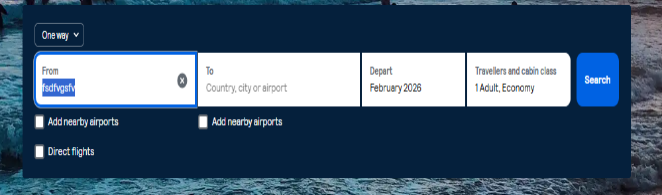 One way
From
fsdfvgsfv
To
Country, city or airport
Depart
February 2026
Travellers and cabin class
1 Adult, Economy
Search
Add nearby airports
Add nearby airports
Direct flights